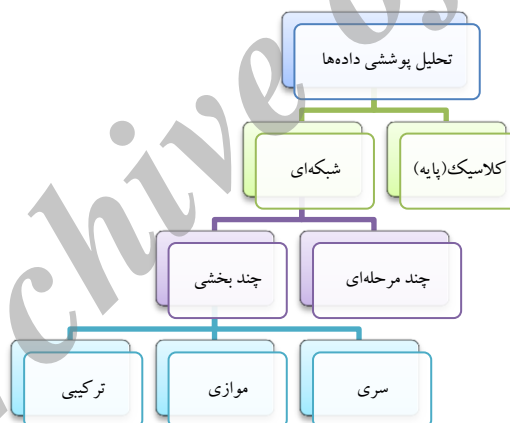 تحلیل پوششی داده‌ها
کلاسیک(پایه)
شبکه‌ای
چند مرحله‌ای
چند بخشی
سری
موازی
ترکیبی